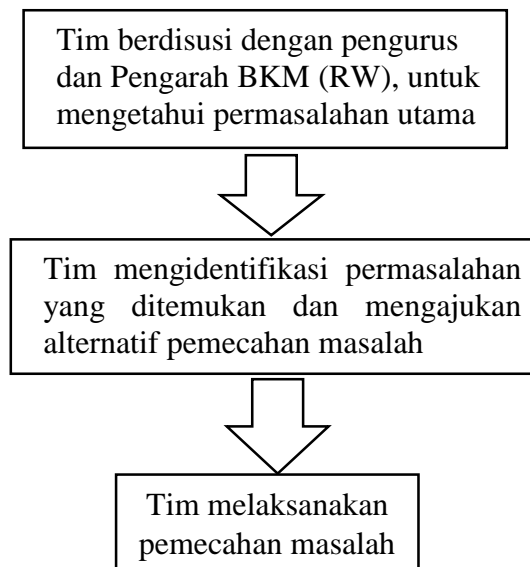 Tim berdisusi dengan pengurus
dan Pengarah BKM (RW), untuk
mengetahui permasalahan utama
Tim mengidentifikasi permasalahan
yang ditemukan dan mengajukan
alternatif pemecahan masalah
Tim melaksanakan
pemecahan masalah